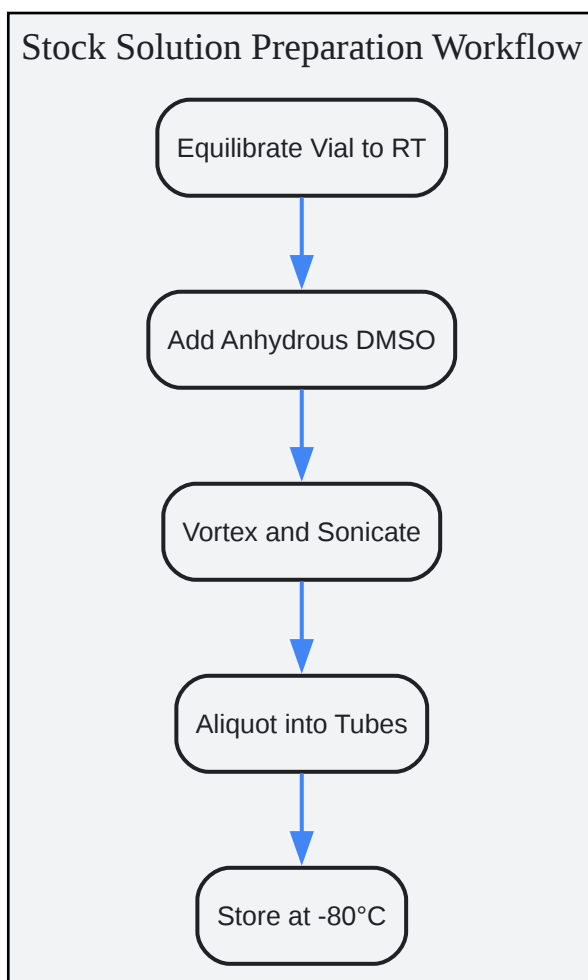 Stock Solution Preparation Workflow
Equilibrate Vial to RT
Add Anhydrous DMSO
Vortex and Sonicate
Aliquot into Tubes
Store at -80°C